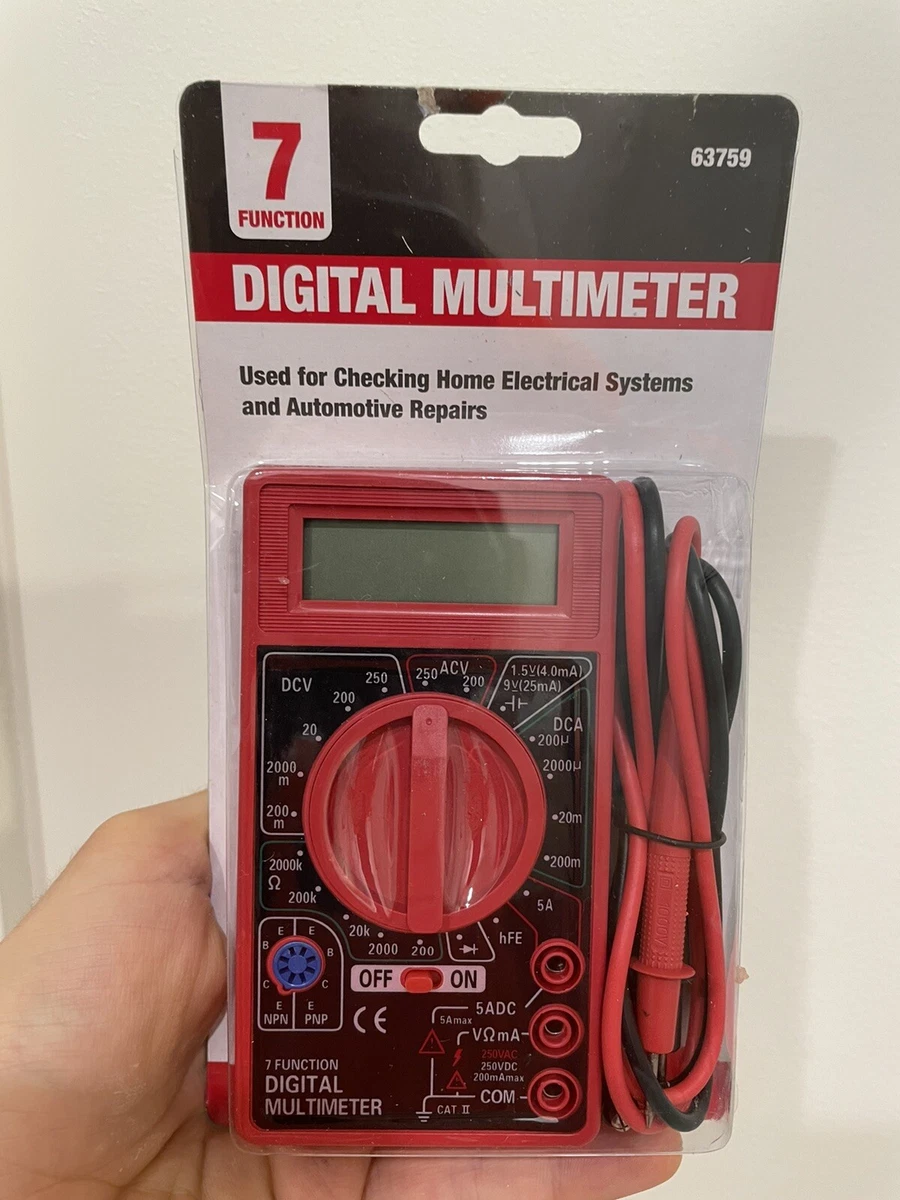 7
FUNCTION
63759
DIGITAL MULTIMETER
Used for Checking Home Electrical Systems
and Automotive Repairs
DCV
250
200
20
2000
m
200
m
250 ACV
200
1.5V(4.0mA)
9V(25mA)
DCA
200µ
2000µ
20m
200m
5A
hFE
2000k
Ω
200k
20k
2000
200
OFF
ON
E E
B B
C C
E E
NPN PNP
CE
5ADC
5Amax
VΩmA
250VAC
250VDC
200mAmax
COM
CAT II
7 FUNCTION
DIGITAL
MULTIMETER